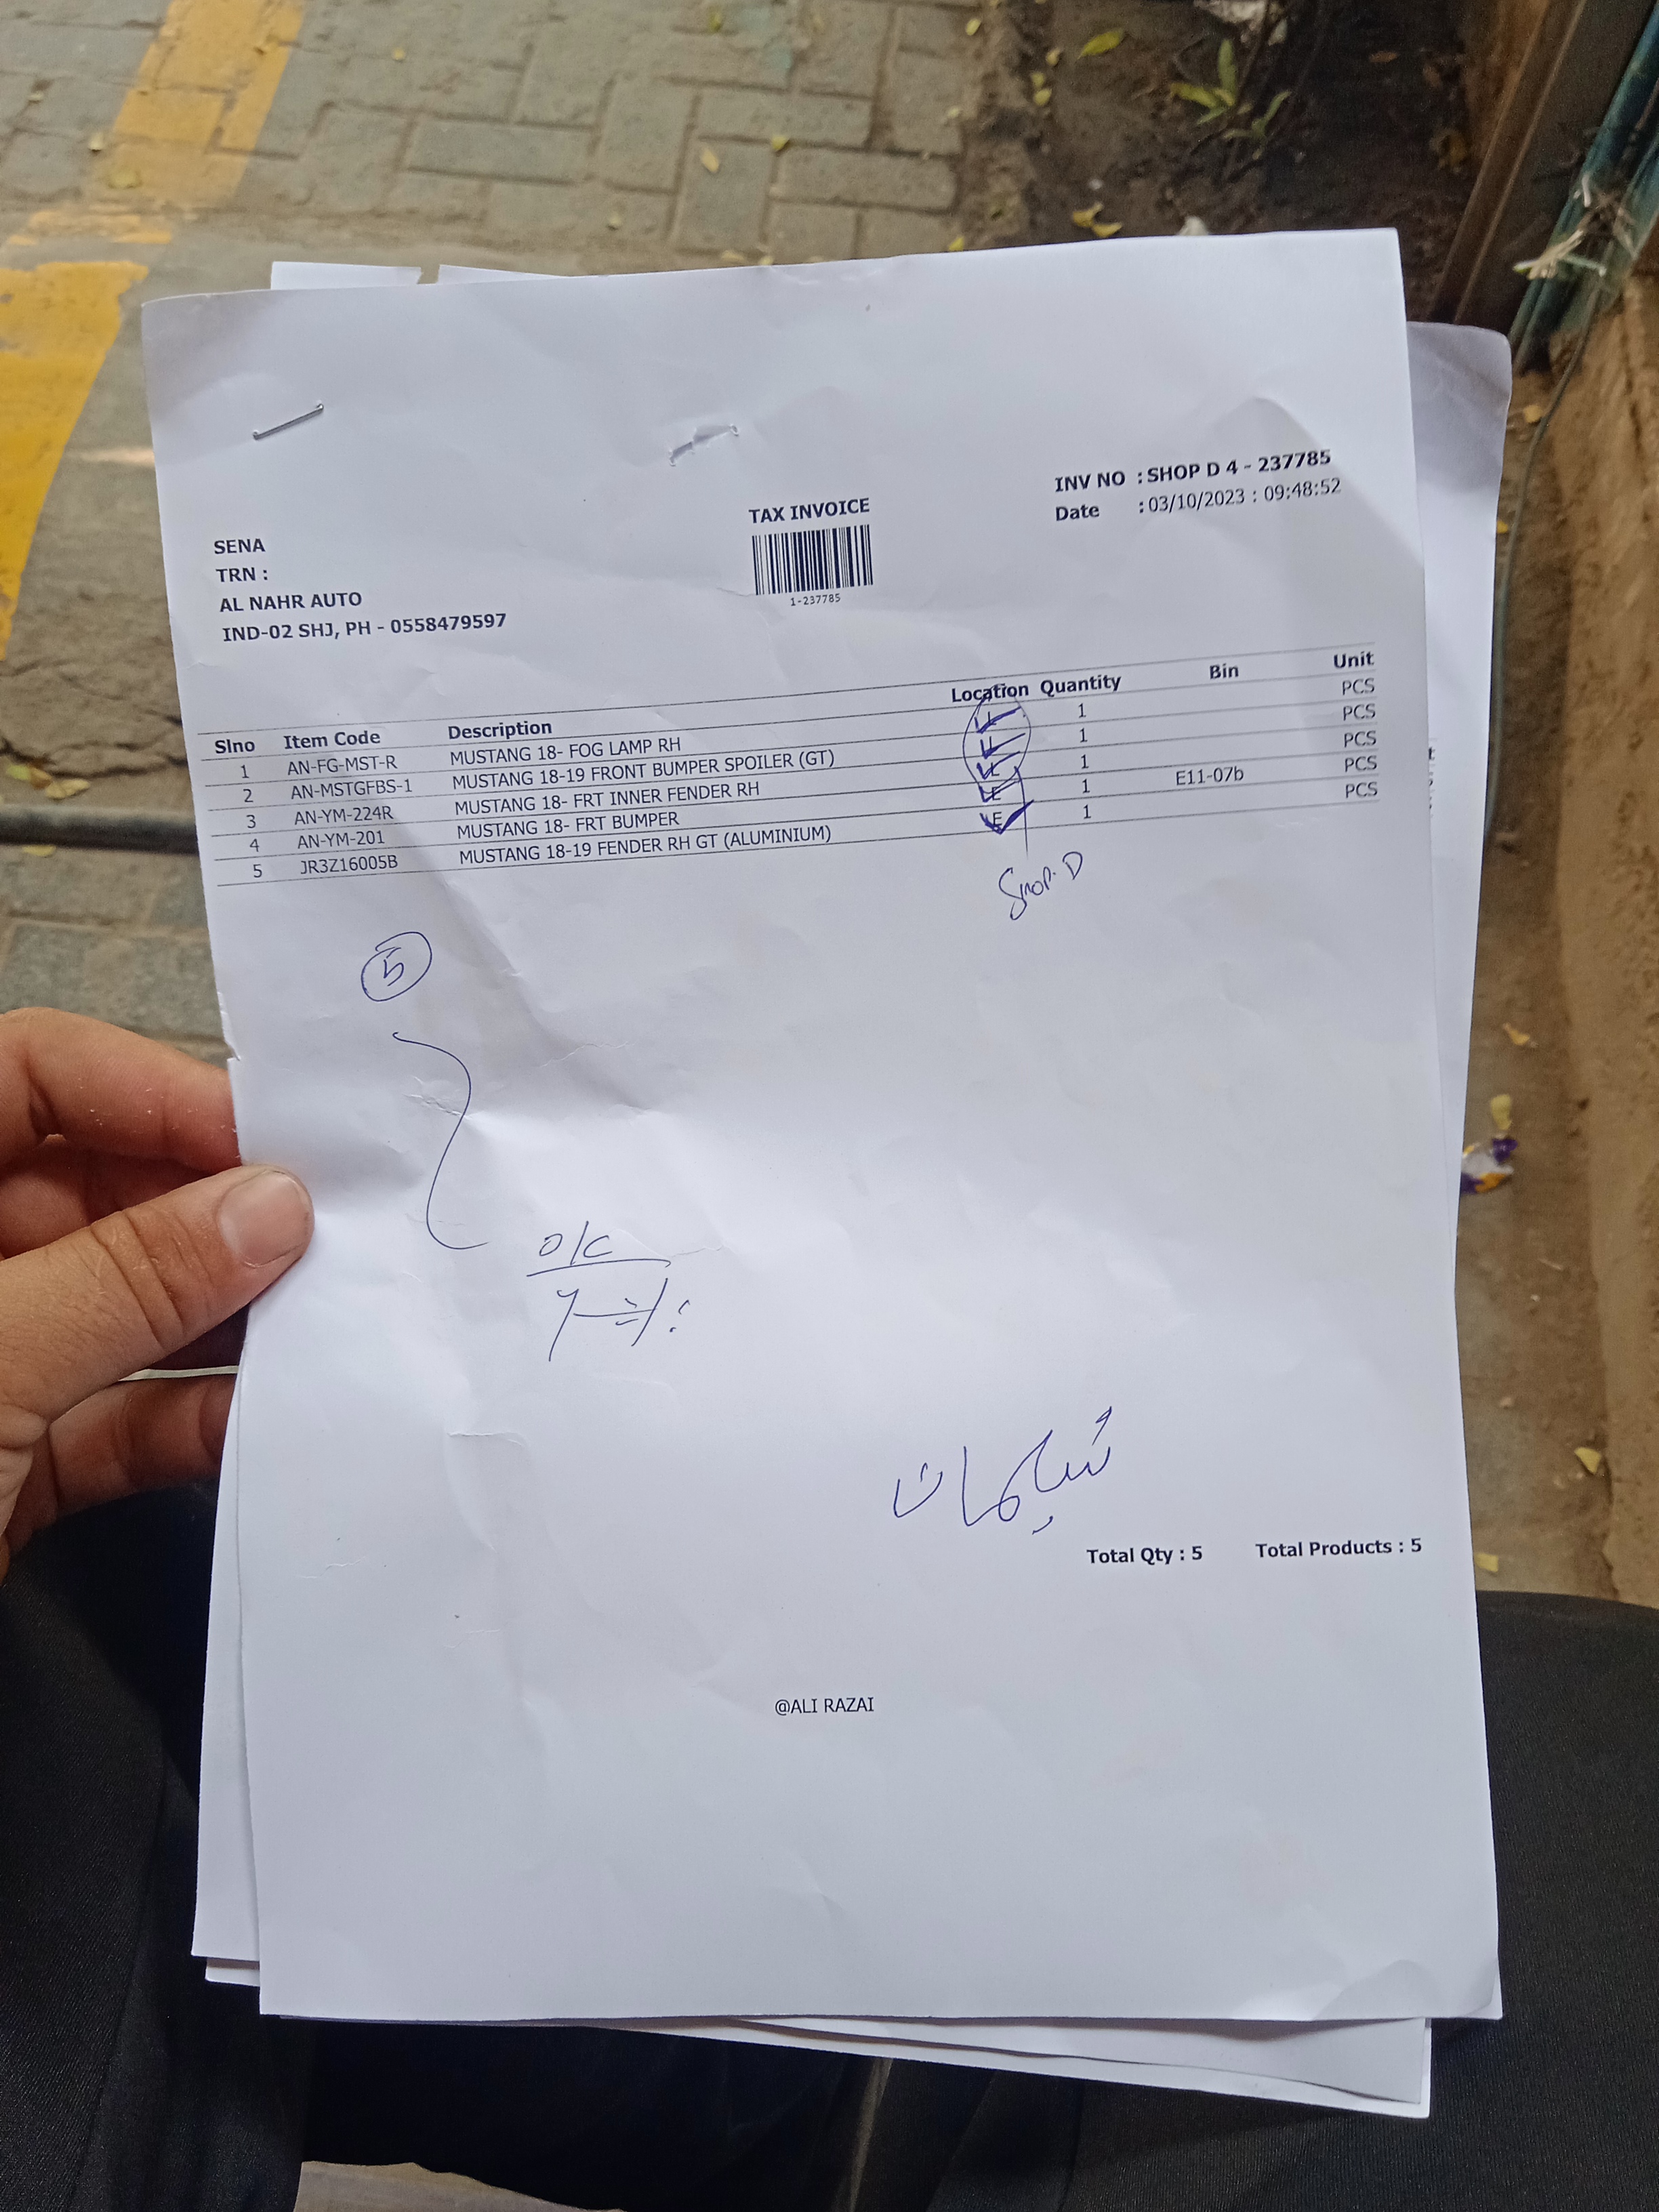 TAX INVOICE
INV NO : SHOP D 4 - 237785
Date : 03/10/2023 : 09:48:52
1-237785
SENA
TRN :
AL NAHR AUTO
IND-02 SHJ, PH - 0558479597
Slno Item Code Description Location Quantity Bin Unit
1 AN-FG-MST-R MUSTANG 18- FOG LAMP RH 1 PCS
2 AN-MSTGFBS-1 MUSTANG 18-19 FRONT BUMPER SPOILER (GT) 1 PCS
3 AN-YM-224R MUSTANG 18- FRT INNER FENDER RH 1 PCS
4 AN-YM-201 MUSTANG 18- FRT BUMPER 1 E11-07b PCS
5 JR3Z16005B MUSTANG 18-19 FENDER RH GT (ALUMINIUM) 1 PCS
Shop. D
5
سُلیمان
Total Qty : 5 Total Products : 5
@ALI RAZAI